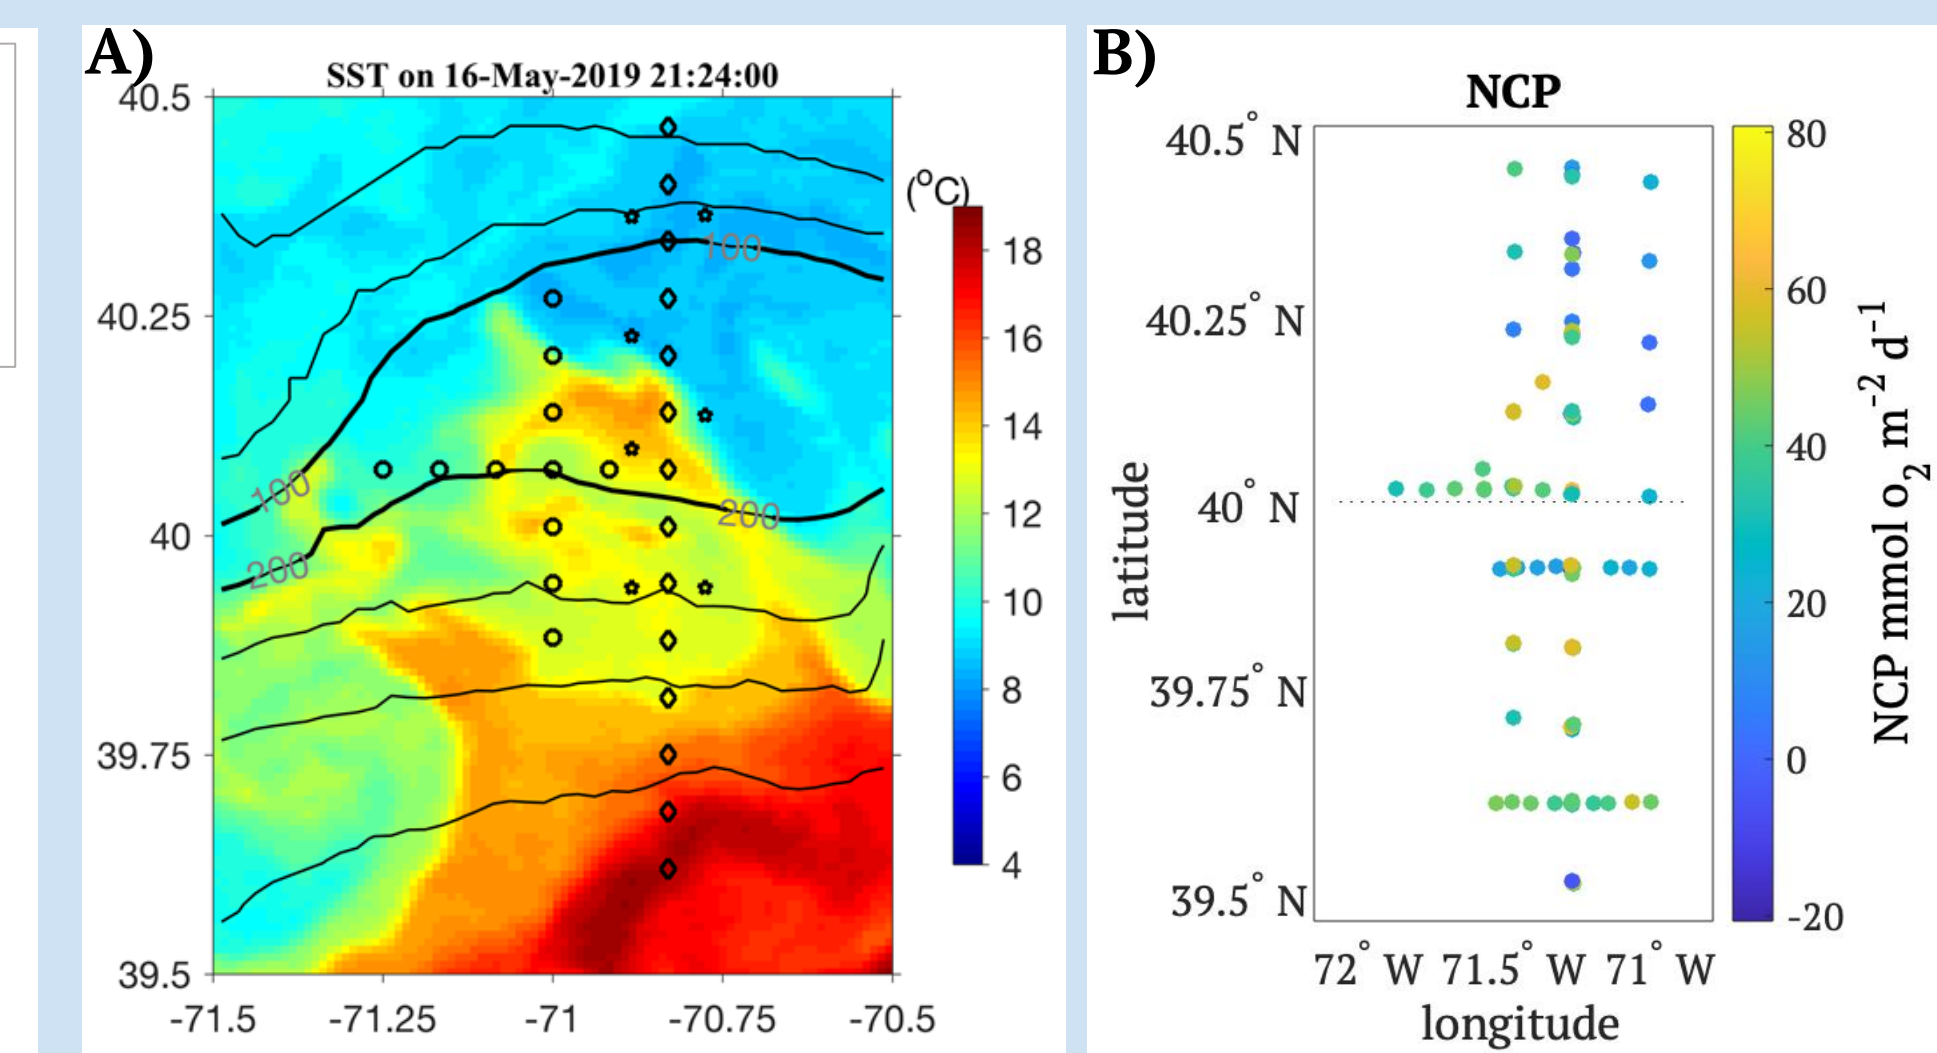 A)
SST on 16-May-2019 21:24:00
40.5
40.25
40
39.75
39.5
-71.5 -71.25 -71 -70.75 -70.5
100
100
200
200
(°C)
18
16
14
12
10
8
6
4
B)
NCP
40.5° N
40.25° N
40° N
39.75° N
39.5° N
latitude
72° W 71.5° W 71° W
longitude
80
60
40
20
0
-20
NCP mmol o₂ m⁻² d⁻¹